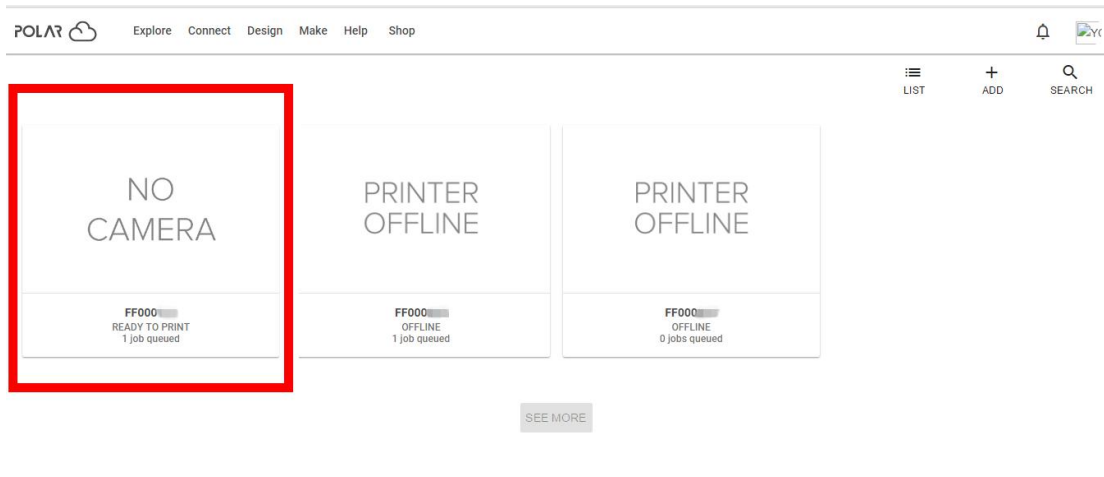 POLAR
Explore Connect Design Make Help Shop
LIST ADD SEARCH
NO
CAMERA
FF000
READY TO PRINT
1 job queued
PRINTER
OFFLINE
FF000
OFFLINE
1 job queued
PRINTER
OFFLINE
FF000
OFFLINE
0 jobs queued
SEE MORE